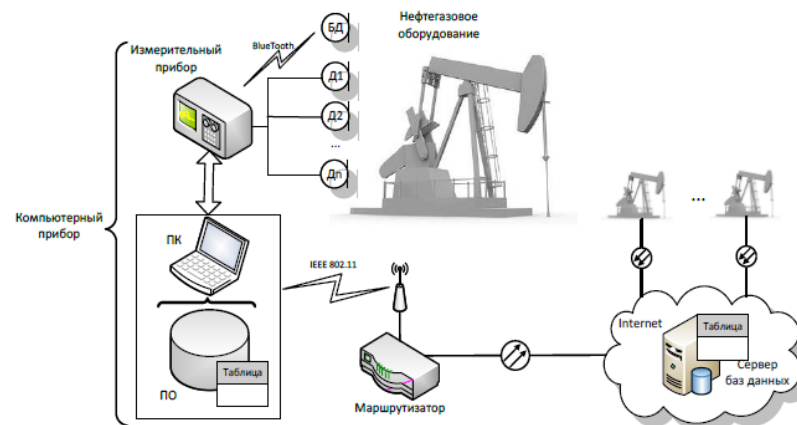 Нефтегазовое
оборудование
БД
Измерительный
прибор
BlueTooth
Д1
Д2
...
Дn
Компьютерный
прибор
ПК
IEEE 802.11
...
Internet
Таблица
Сервер
баз данных
Таблица
ПО
Маршрутизатор